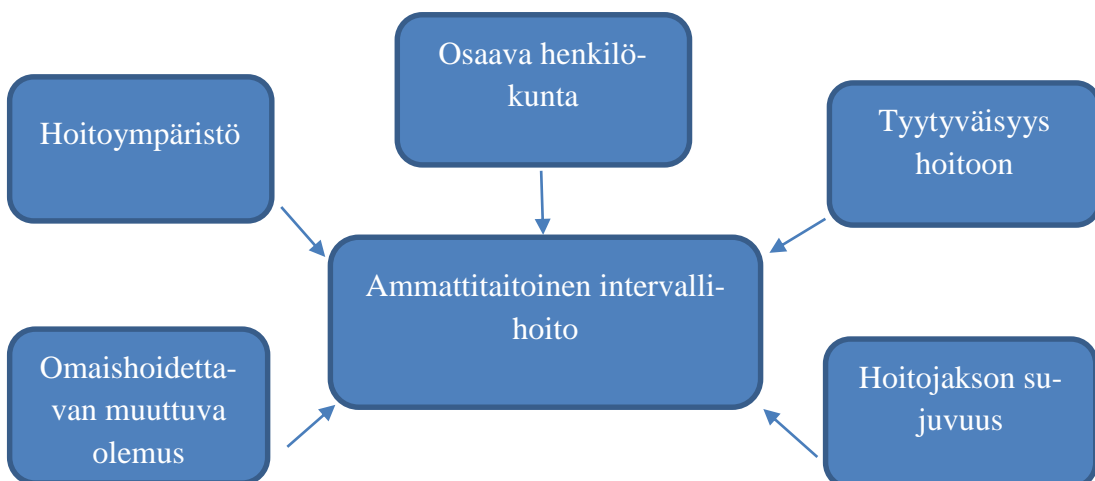 Osaava henkilö-
kunta
Hoitoympäristö
Tyytyväisyys
hoitoon
Ammattitaitoinen intervalli-
hoito
Omaishoidetta-
van muuttuva
olemus
Hoitojakson su-
juvuus